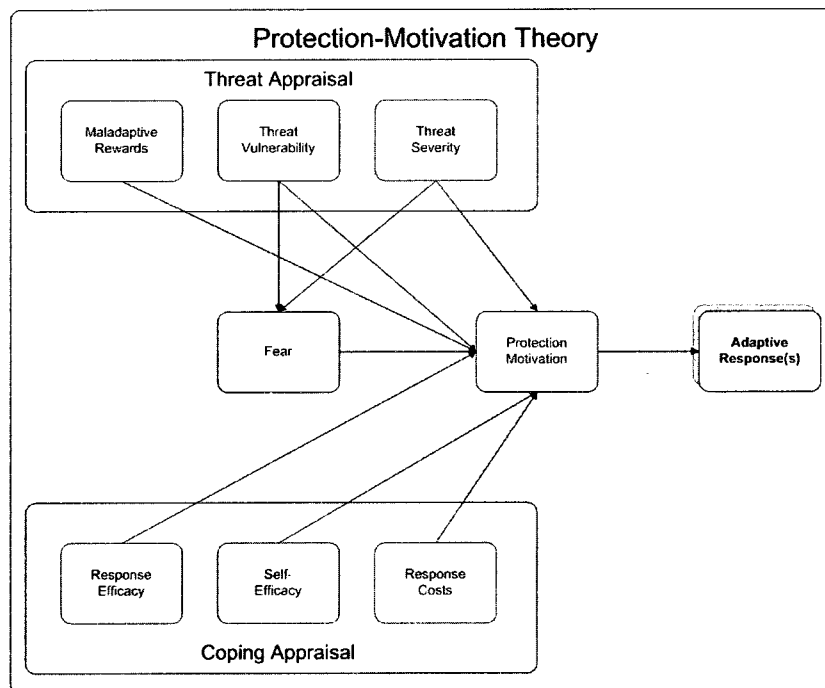 Protection-Motivation Theory
Threat Appraisal
Maladaptive
Rewards
Threat
Vulnerability
Threat
Severity
Fear
Protection
Motivation
Adaptive
Response(s)
Response
Efficacy
Self-
Efficacy
Response
Costs
Coping Appraisal